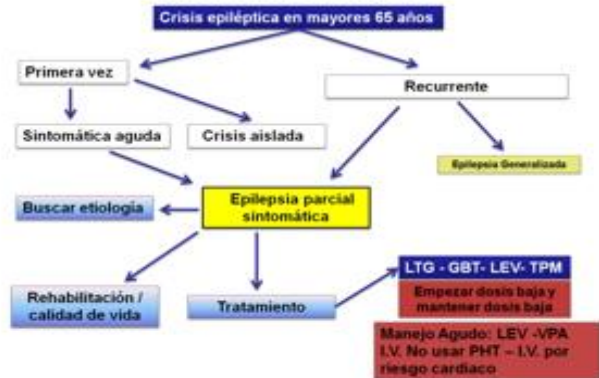 Crisis epiléptica en mayores 65 años
Primera vez
Recurrente
Sintomática aguda
Crisis aislada
Epilepsia Generalizada
Buscar etiología
Epilepsia parcial
sintomática
LTG - GBT- LEV- TPM
Empezar dosis baja y
mantener dosis baja
Rehabilitación /
calidad de vida
Tratamiento
Manejo Agudo: LEV -VPA
I.V. No usar PHT – I.V. por
riesgo cardiaco